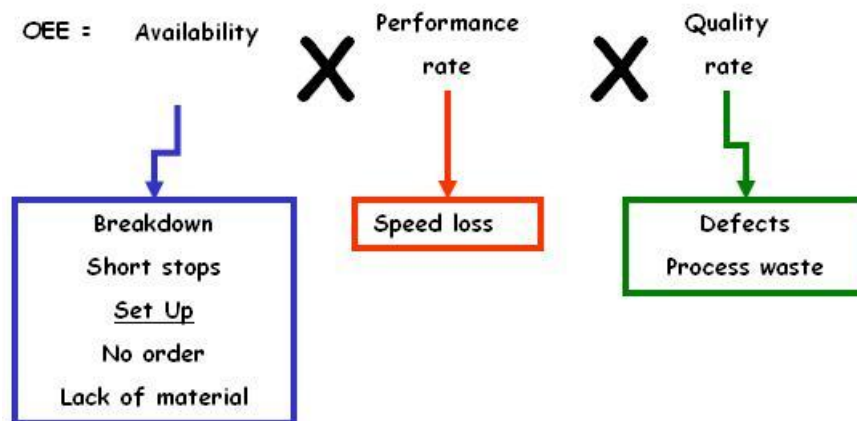 OEE = Availability X Performance rate X Quality rate
Breakdown
Short stops
Set Up
No order
Lack of material
Speed loss
Defects
Process waste